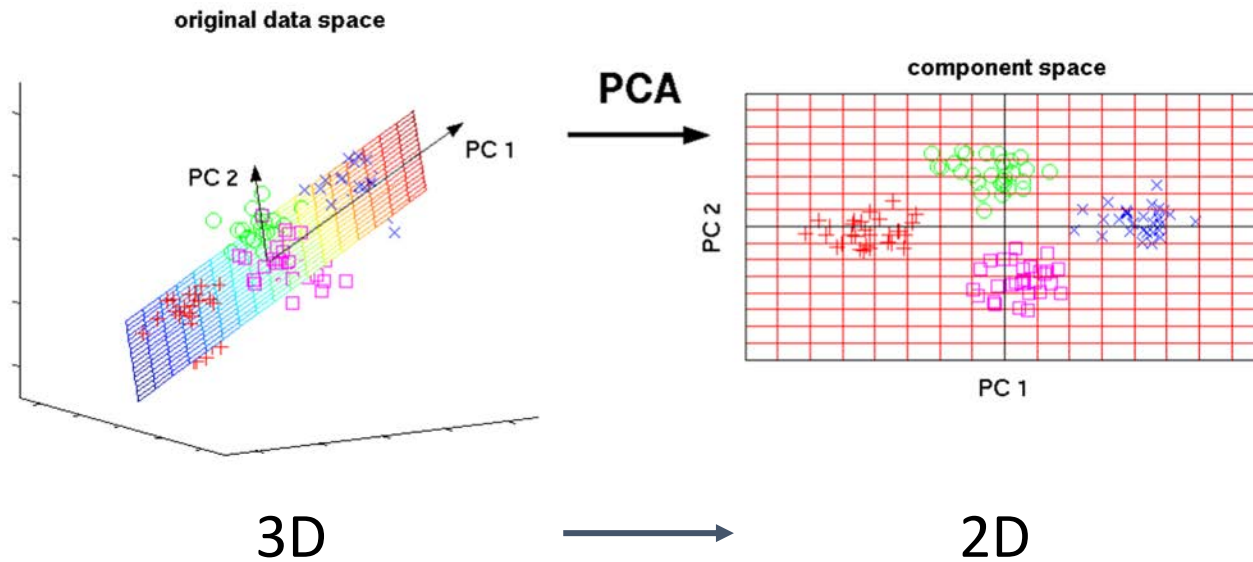 original data space
PC 1
PC 2
PCA
component space
PC 2
PC 1
3D
2D